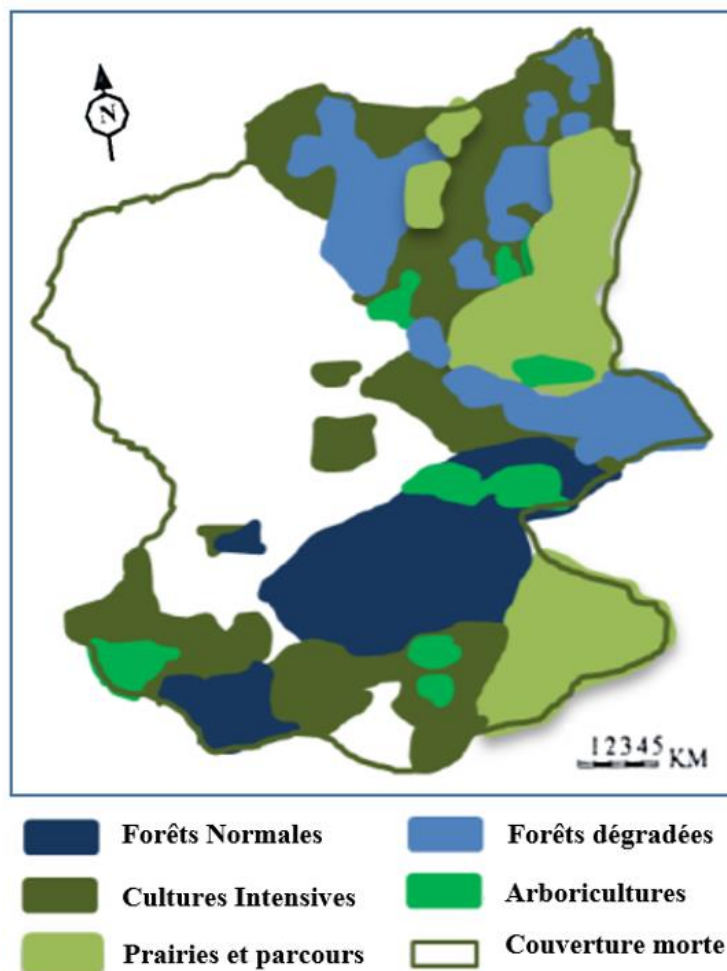 N
12345 KM
Forêts Normales
Forêts dégradées
Cultures Intensives
Arboricultures
Prairies et parcours
Couverture morte